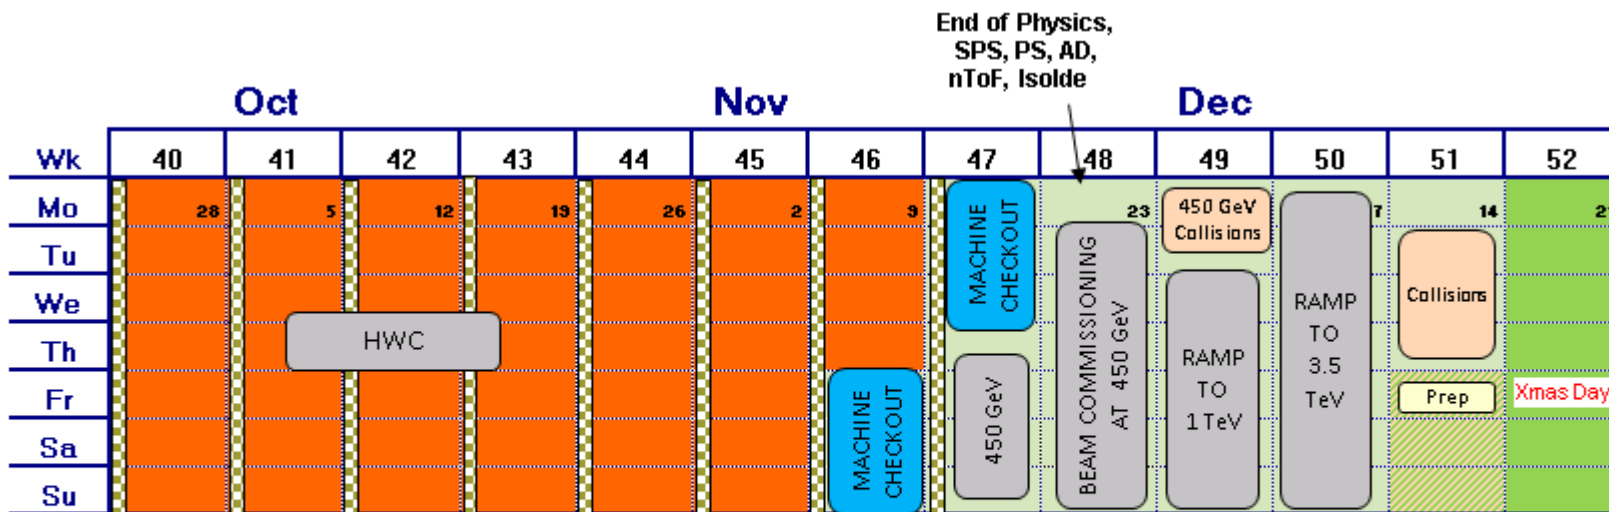 End of Physics,
SPS, PS, AD,
nToF, Isolde
Oct Nov Dec
Wk 40 41 42 43 44 45 46 47 48 49 50 51 52
Mo 28 5 12 19 26 2 9 23 7 14
Tu
We
Th
Fr
Sa
Su
HWC
MACHINE
CHECKOUT
MACHINE
CHECKOUT
450 GeV
BEAM COMMISSIONING
AT 450 GeV
450 GeV
Collisions
RAMP
TO
1 TeV
RAMP
TO
3.5
TeV
Collisions
Prep
Xmas Day